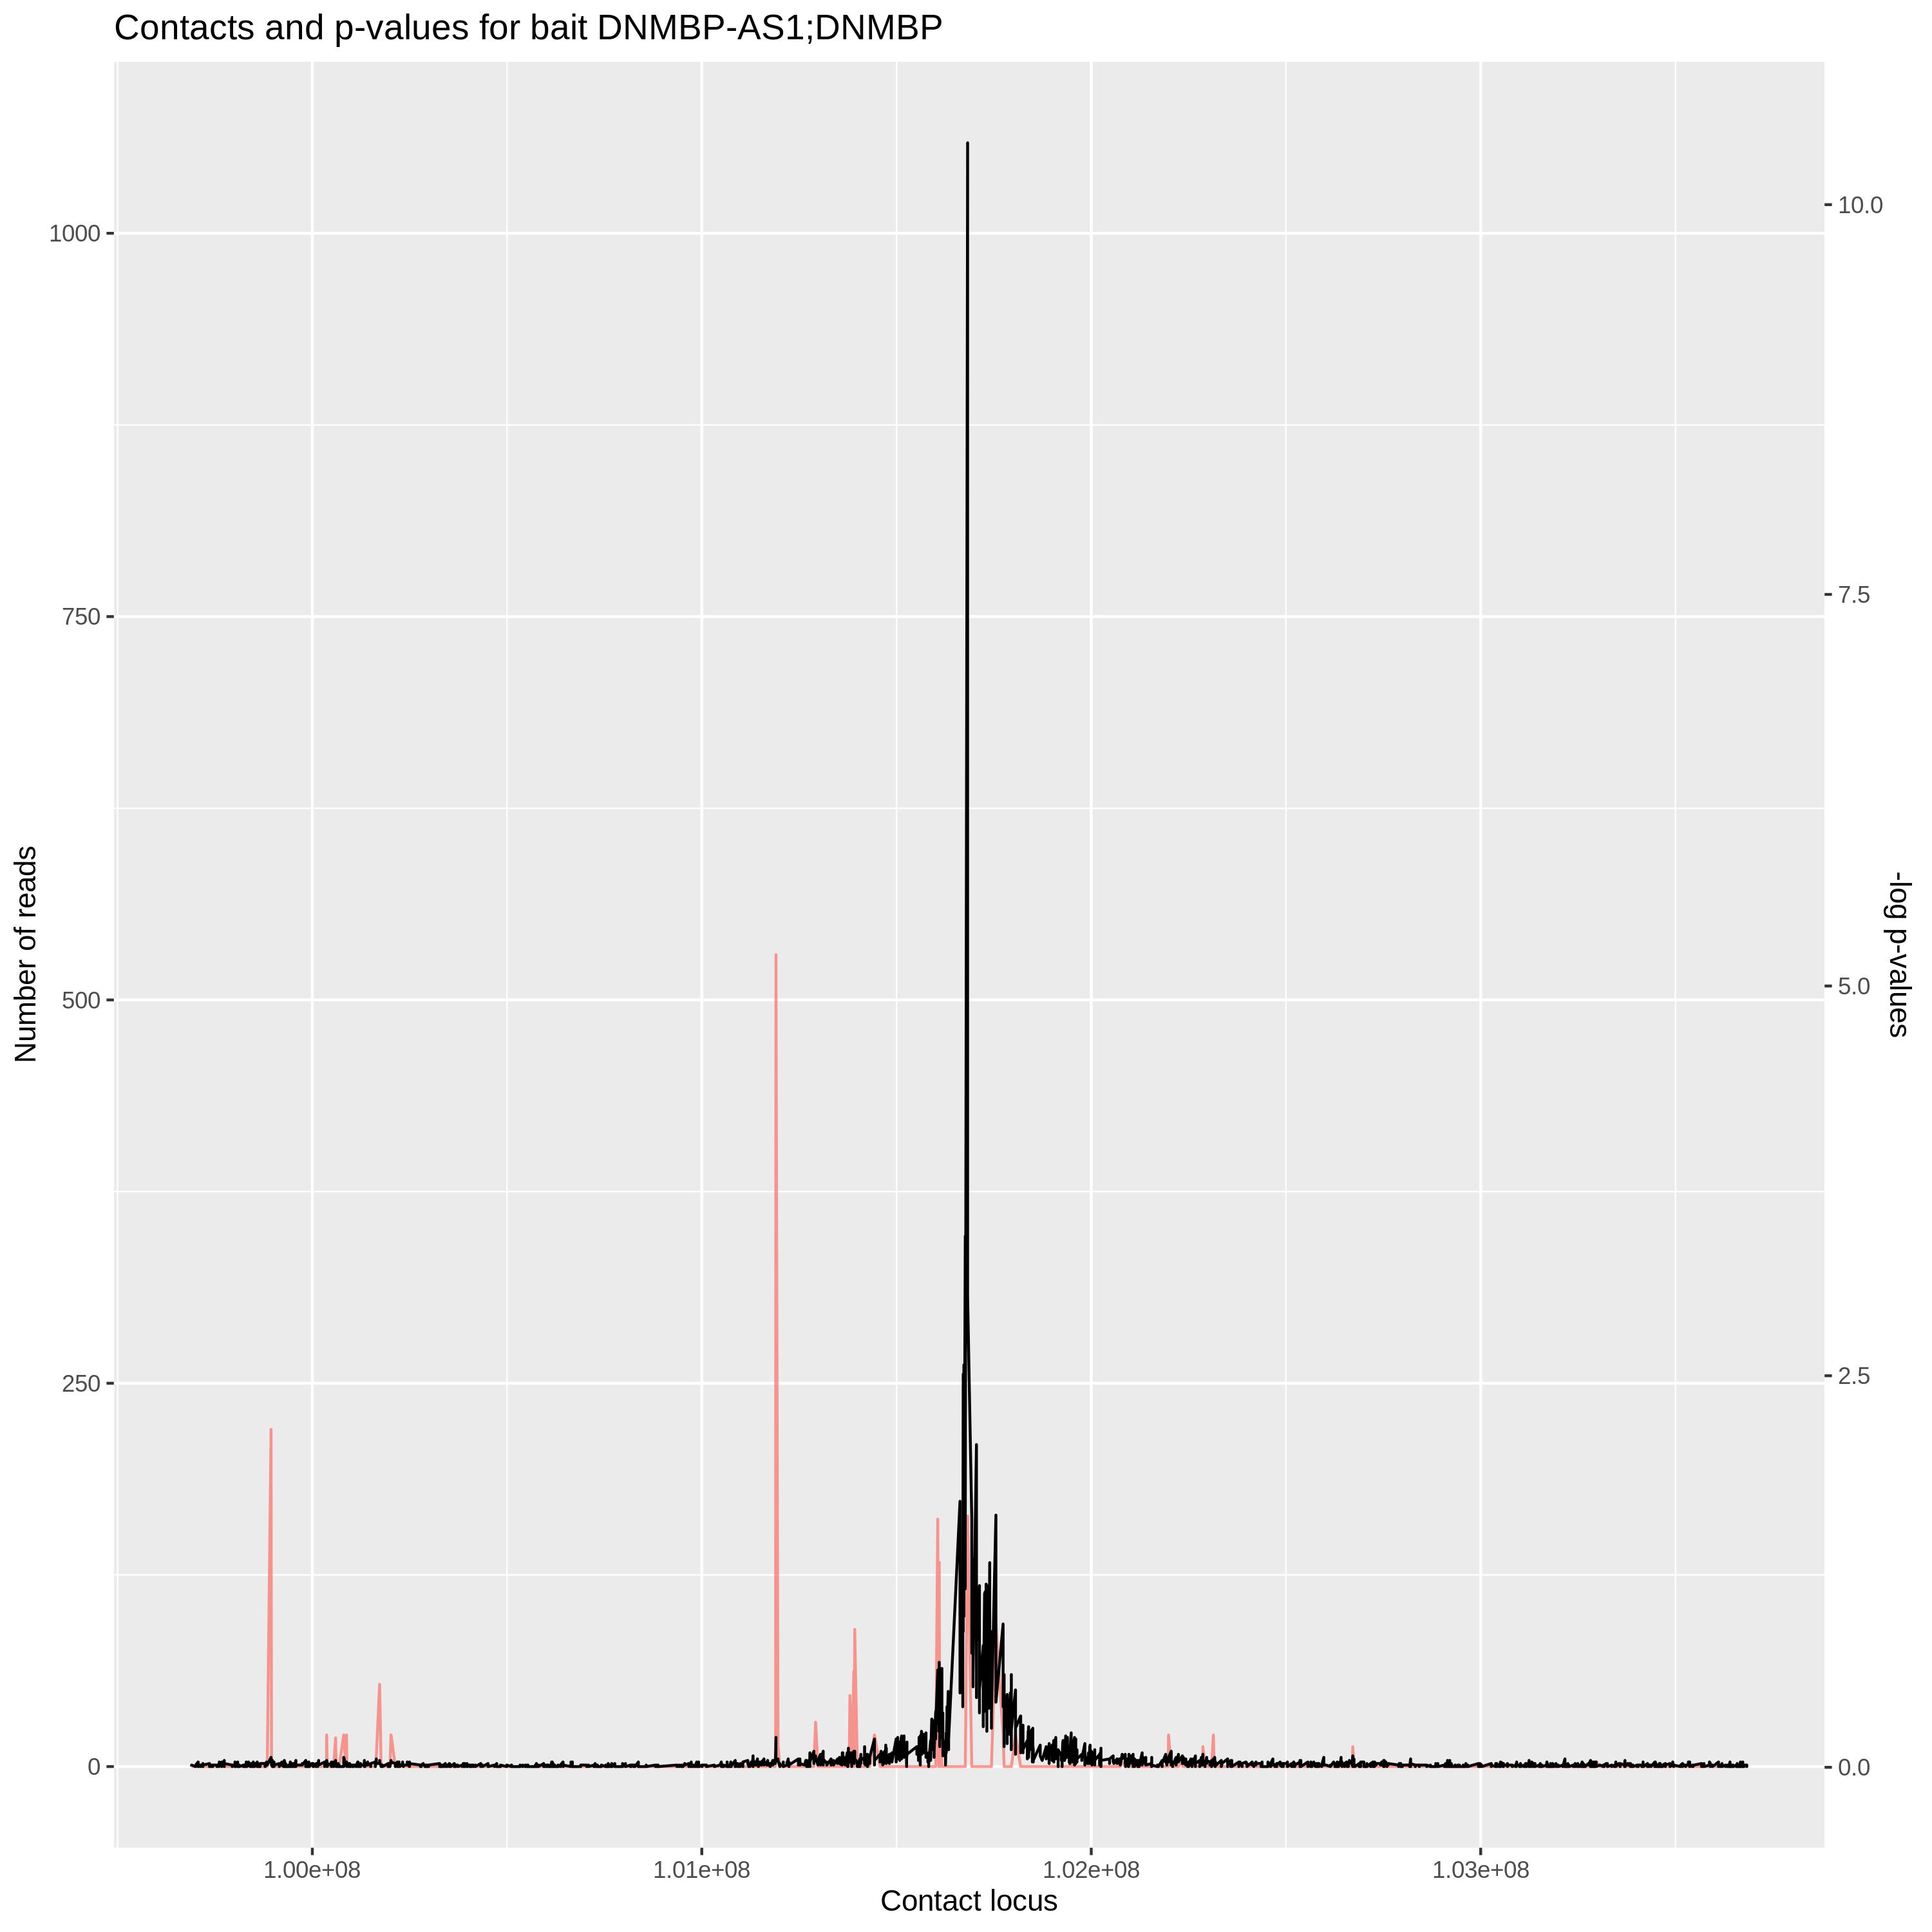 Contacts and p-values for bait DNMBP-AS1;DNMBP
Number of reads
1000
750
500
250
0
10.0
7.5
5.0
2.5
0.0
-log p-values
1.00e+08
1.01e+08
1.02e+08
1.03e+08
Contact locus